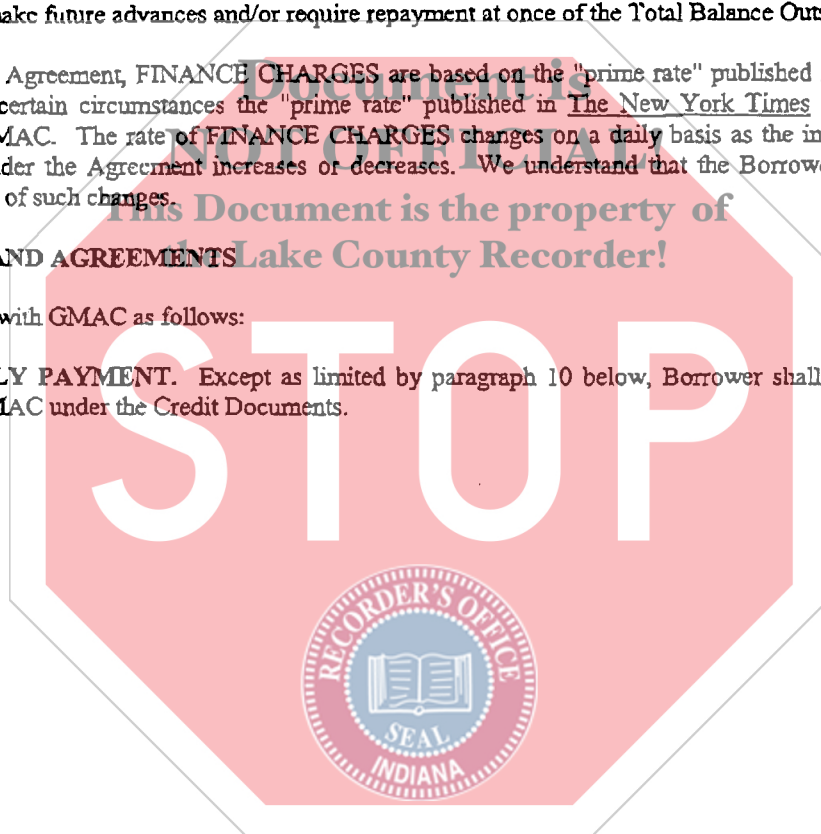 make future advances and/or require repayment at once of the Total Balance Outs
Agreement, FINANCE CHARGES are based on the "prime rate" published
certain circumstances the "prime rate" published in The New York Times
MAC. The rate of FINANCE CHARGES changes on a daily basis as the in
der the Agreement increases or decreases. We understand that the Borrowe
of such changes.
AND AGREEMENTS
with GMAC as follows:
LY PAYMENT. Except as limited by paragraph 10 below, Borrower shall
MAC under the Credit Documents.
Document is
NOT OFFICIAL!
This Document is the property of
the Lake County Recorder!
STOP
RECORDER'S OFFICE
SEAL
INDIANA